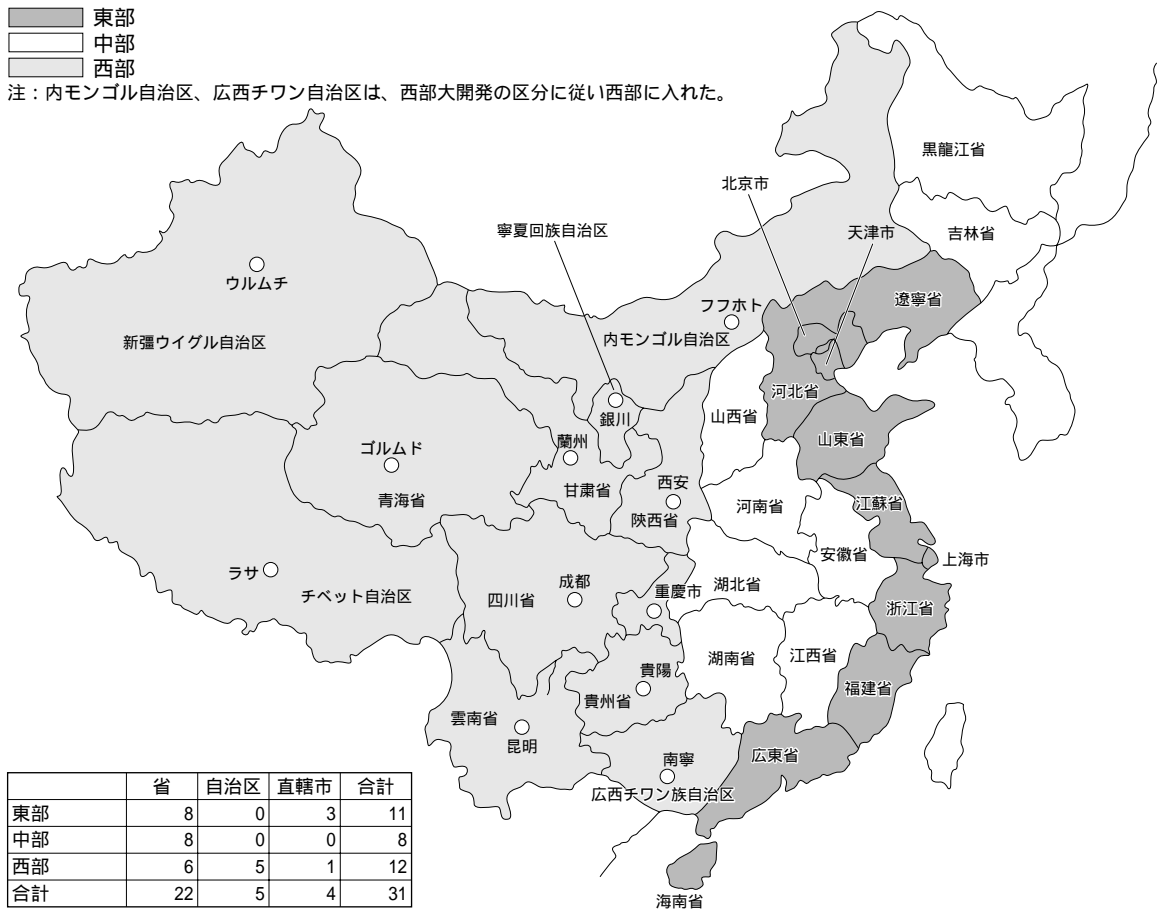 東部
中部
西部
注：内モンゴル自治区、広西チワン自治区は、西部大開発の区分に従い西部に入れた。
黒龍江省
北京市
吉林省
寧夏回族自治区
天津市
ウルムチ
遼寧省
フフホト
新彊ウイグル自治区
内モンゴル自治区
河北省
銀川
山西省
蘭州
山東省
ゴルムド
西安
甘粛省
青海省
江蘇省
河南省
陝西省
安徽省
上海市
ラサ
成都
湖北省
重慶市
チベット自治区
四川省
浙江省
江西省
湖南省
貴陽
福建省
貴州省
雲南省
昆明
広東省
南寧
広西チワン族自治区
海南省
省 自治区 直轄市 合計
東部 8 0 3 11
中部 8 0 0 8
西部 6 5 1 12
合計 22 5 4 31